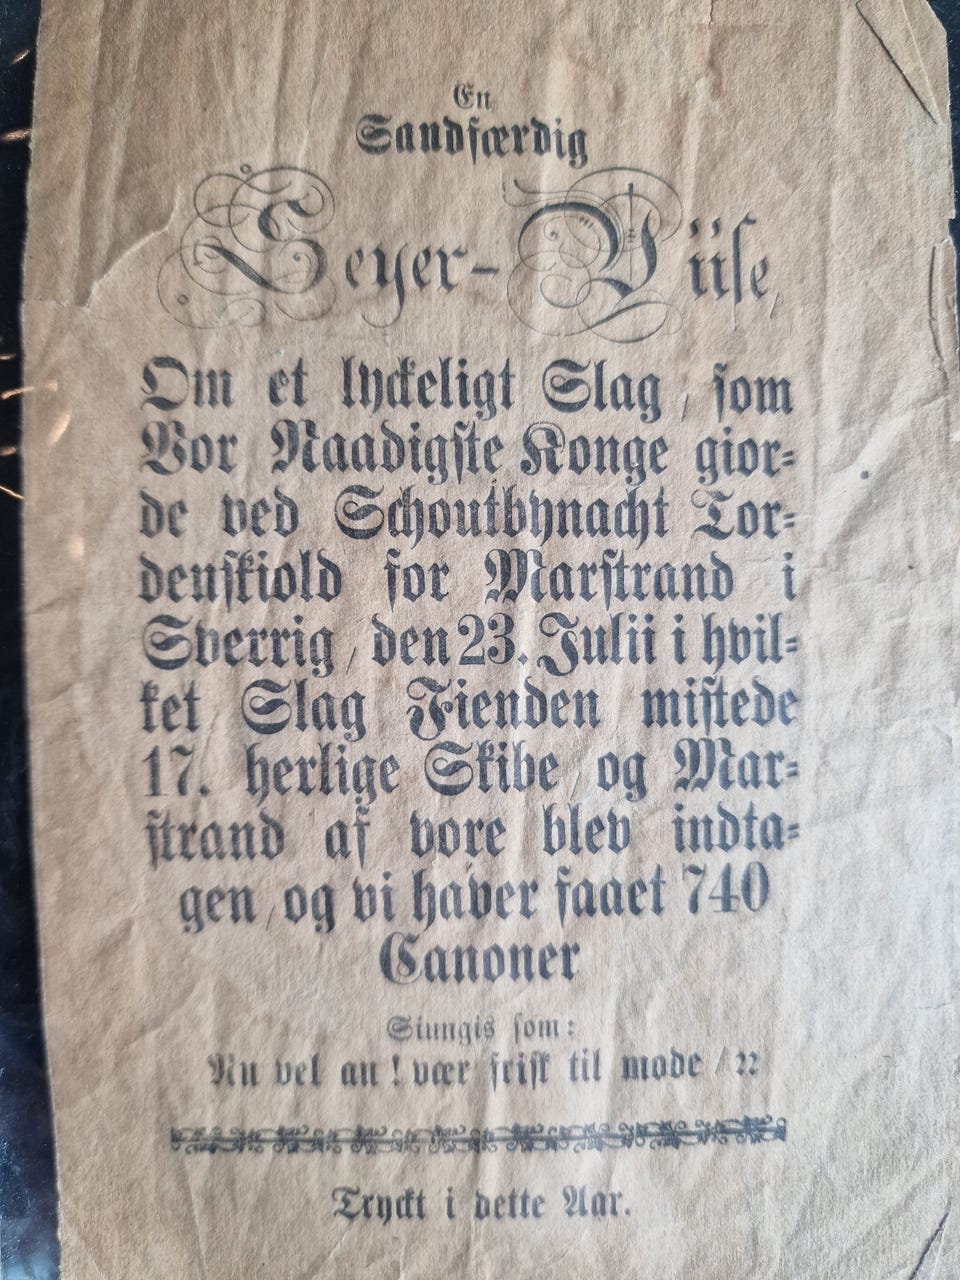 En
Sandfærdig
Seyer-Viise,
Om et lyckeligt Slag / som
Vor Naadigste Konge gior=
de ved Schoutbynacht Tor=
denskiold for Marstrand i
Sverrig / den 23. Julii i hvil=
ket Slag Fienden mistede
17. herlige Skibe / og Mar=
strand af vore blev indta=
gen / og vi haver faaet 740
Canoner
Siungis som:
Nu vel an! vær frisk til mode / ꝛc
Tryckt i dette Aar.